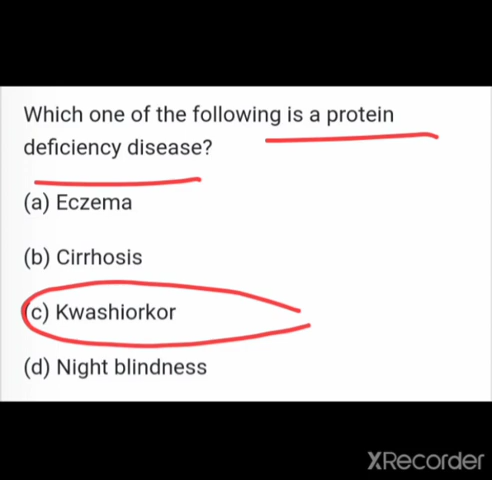 Which one of the following is a protein
deficiency disease?
(a) Eczema
(b) Cirrhosis
(c) Kwashiorkor
(d) Night blindness
XRecorder